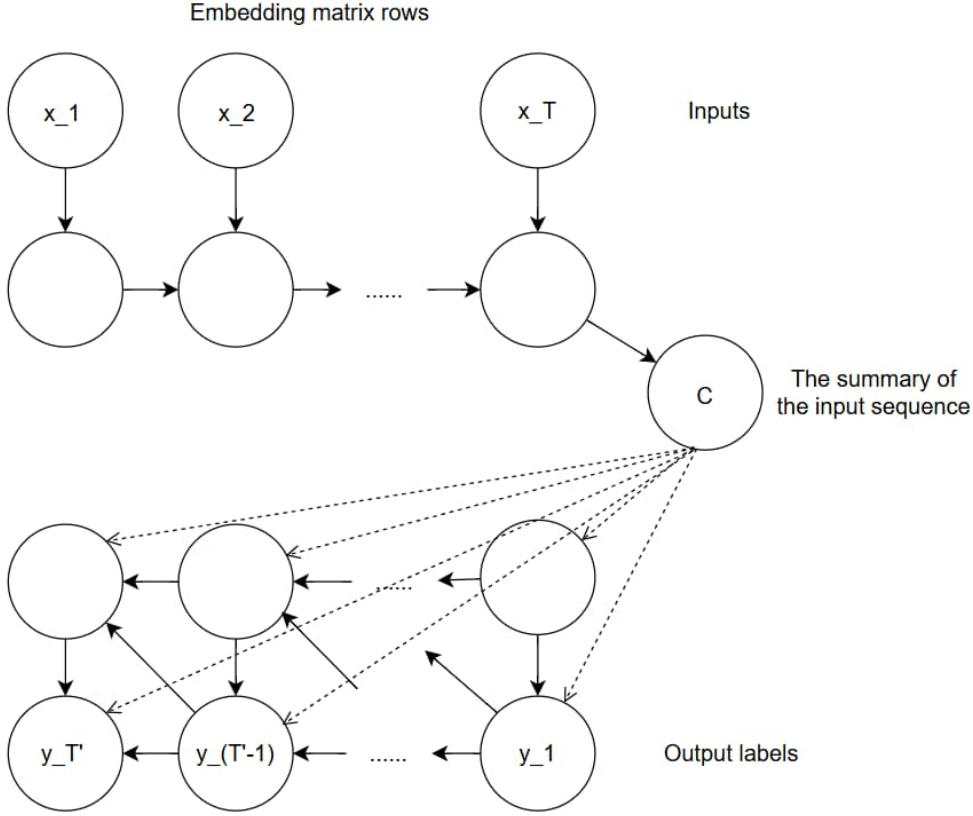 Embedding matrix rows
x_1
x_2
x_T
Inputs
......
C
The summary of
the input sequence
......
y_T'
y_(T'-1)
......
y_1
Output labels